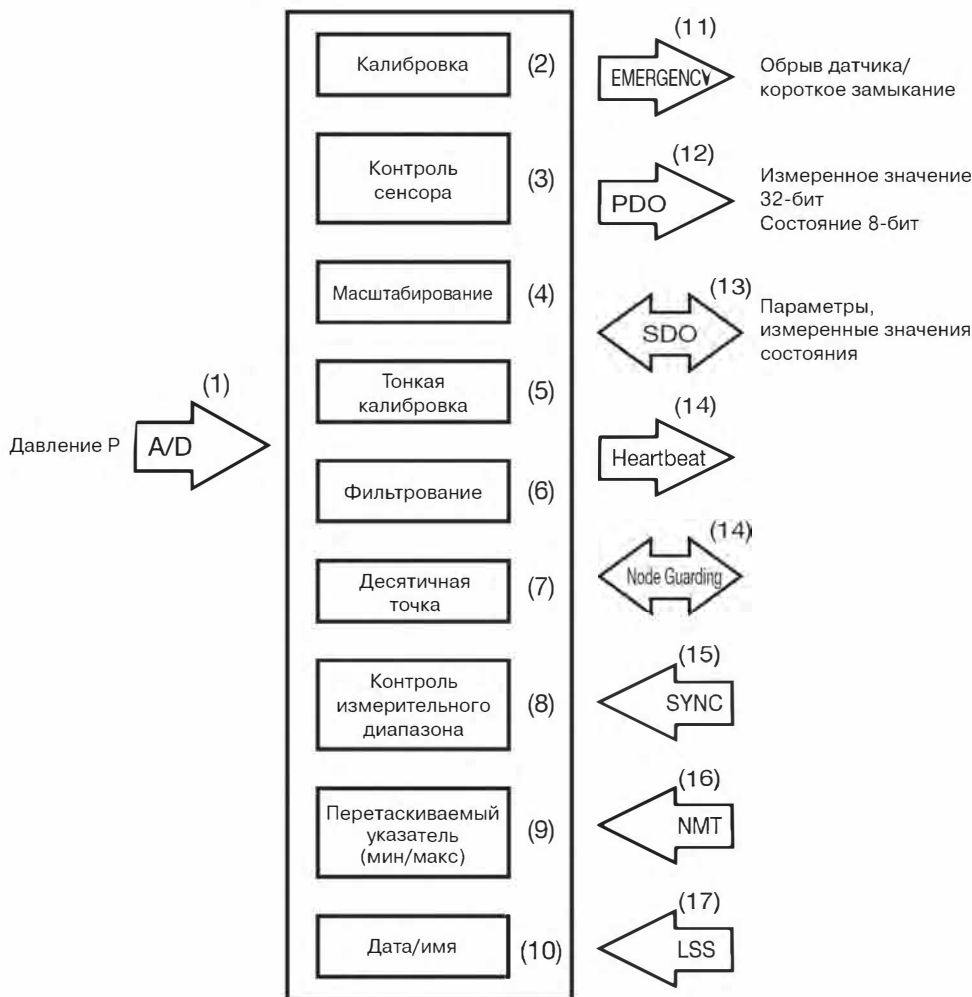 Давление P
(1)
A/D
Калибровка
(2)
Контроль
сенсора
(3)
Масштабирование
(4)
Тонкая
калибровка
(5)
Фильтрование
(6)
Десятичная
точка
(7)
Контроль
измерительного
диапазона
(8)
Перетаскиваемый
указатель
(мин/макс)
(9)
Дата/имя
(10)
(11)
EMERGENCY
Обрыв датчика/
короткое замыкание
(12)
PDO
Измеренное значение
32-бит
Состояние 8-бит
(13)
SDO
Параметры,
измеренные значения
состояния
(14)
Heartbeat
(14)
Node Guarding
(15)
SYNC
(16)
NMT
(17)
LSS